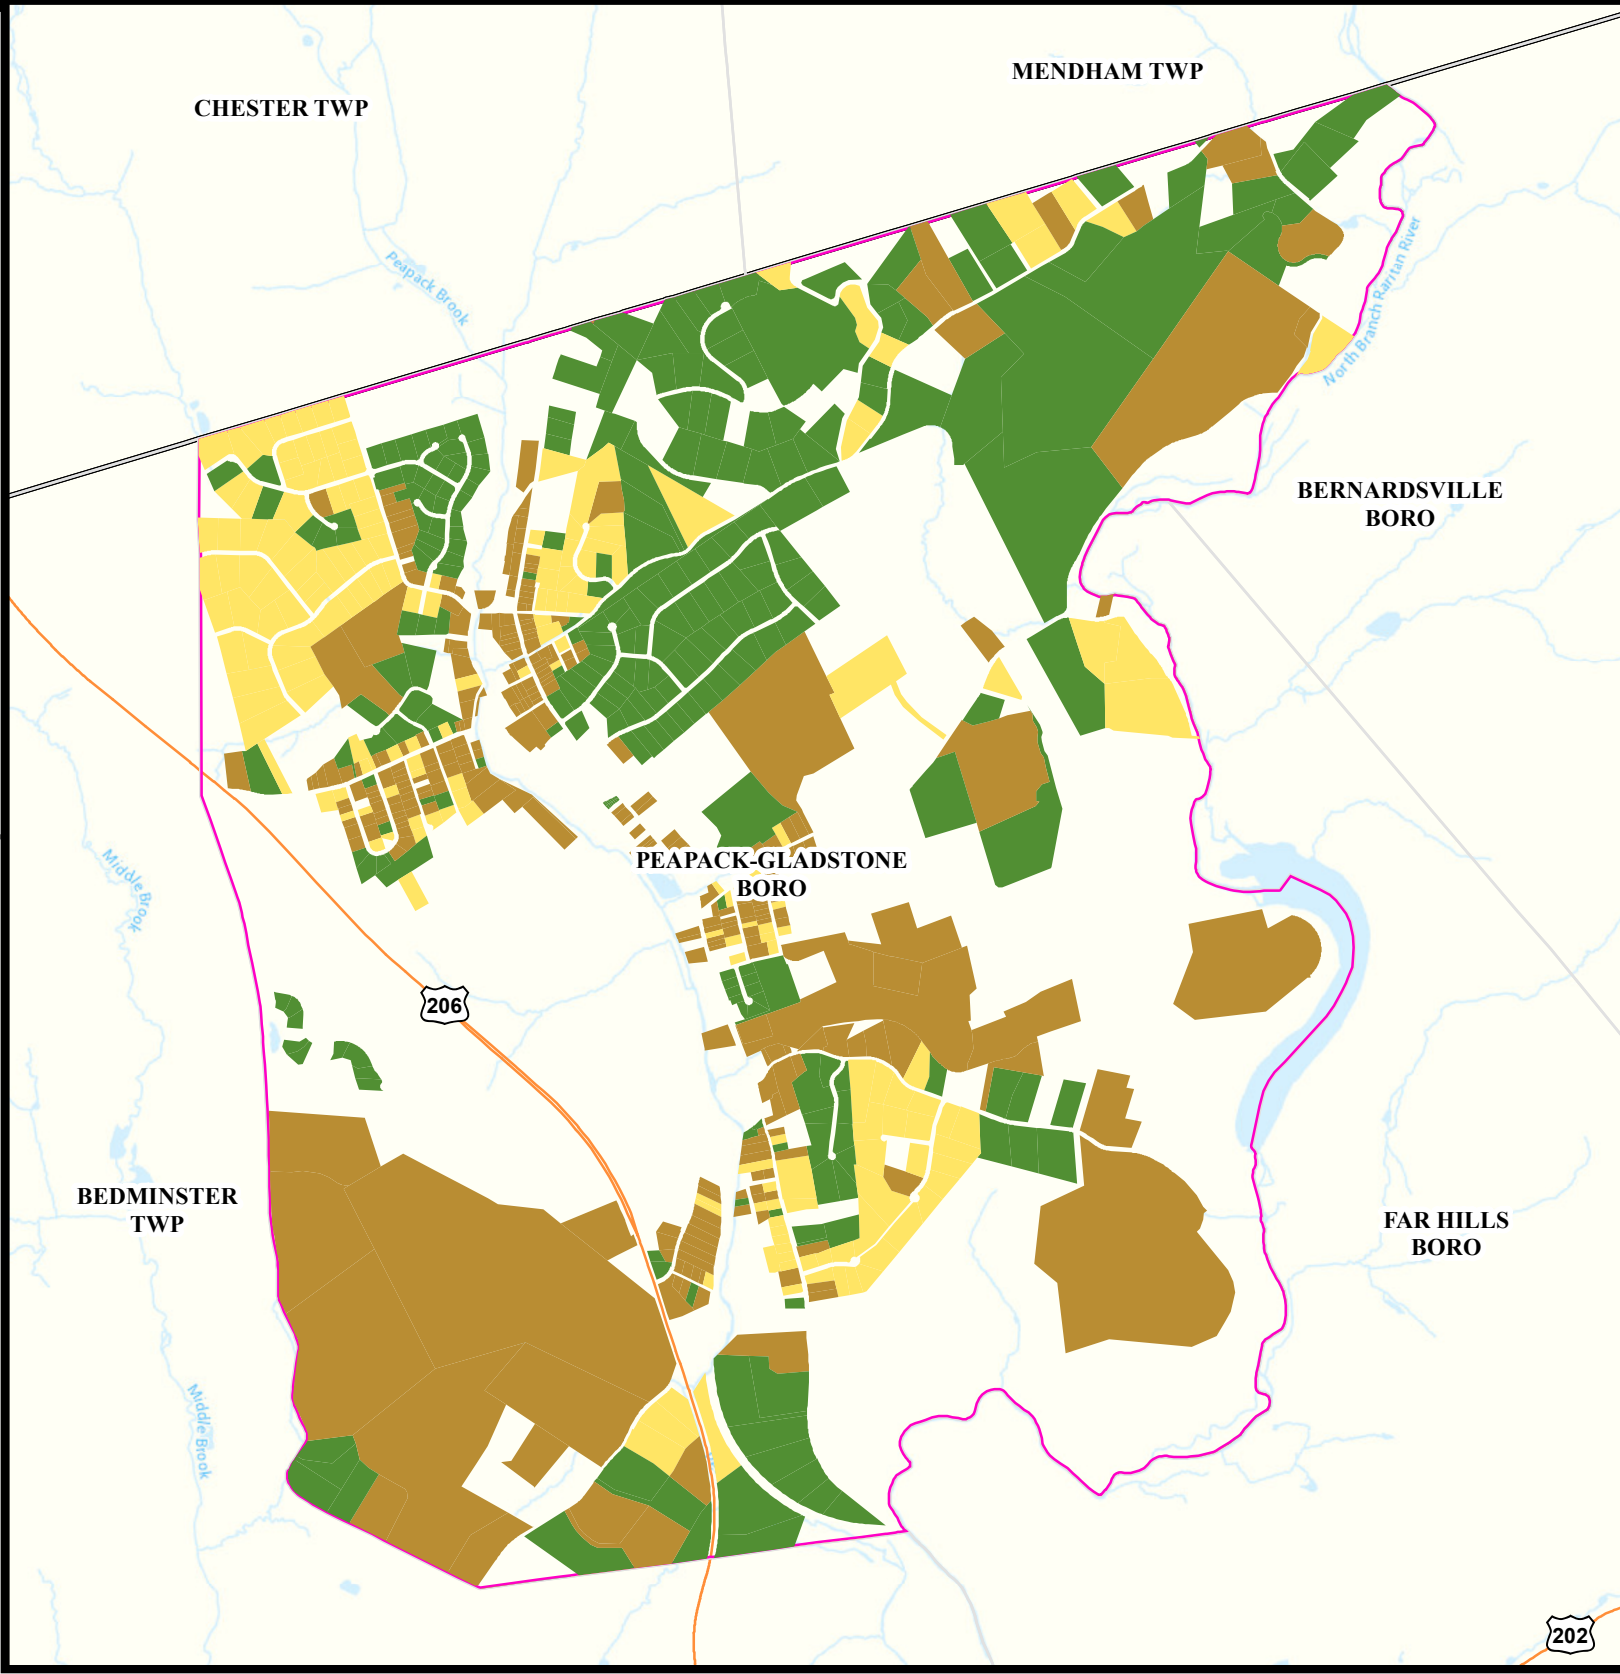 MENDHAM TWP
CHESTER TWP
Peapack Brook
North Branch Raritan River
BERNARDSVILLE
BORO
Middle Brook
PEAPACK-GLADSTONE
BORO
206
BEDMINSTER
TWP
FAR HILLS
BORO
Middle Brook
202